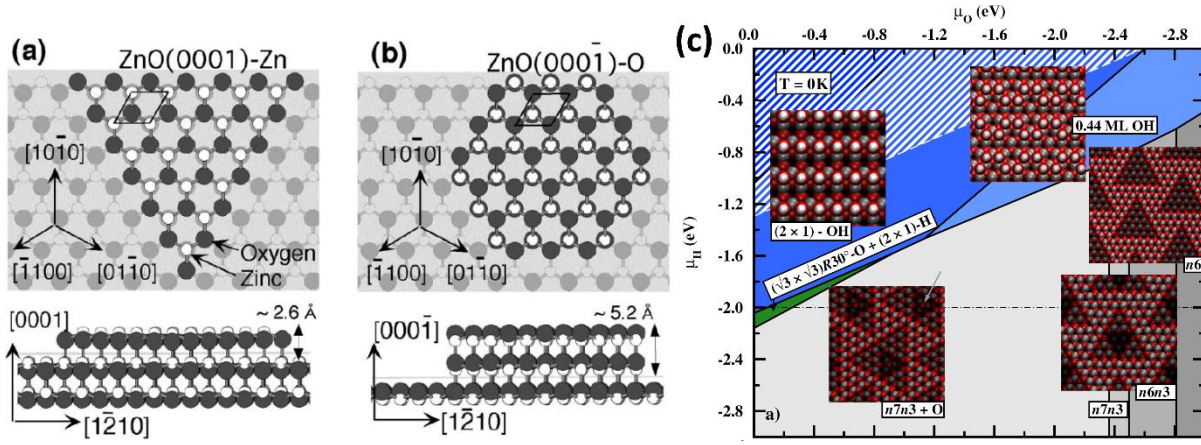 (a)
ZnO(0001)-Zn
[101̄0]
[1̄100]
[011̄0]
Oxygen
Zinc
[0001]
~ 2.6 Å
[12̄10]
(b)
ZnO(0001̄)-O
[101̄0]
[1̄100]
[011̄0]
[0001̄]
~ 5.2 Å
[12̄10]
(c)
μO (eV)
0.0 -0.4 -0.8 -1.2 -1.6 -2.0 -2.4 -2.8
μH (eV)
0.0
-0.4
-0.8
-1.2
-1.6
-2.0
-2.4
-2.8
T = 0K
0.44 ML OH
(2 × 1) - OH
(√3 × √3)R30°-O + (2 × 1)-H
n6
n6n3
n7n3 + O
n7n3
a)